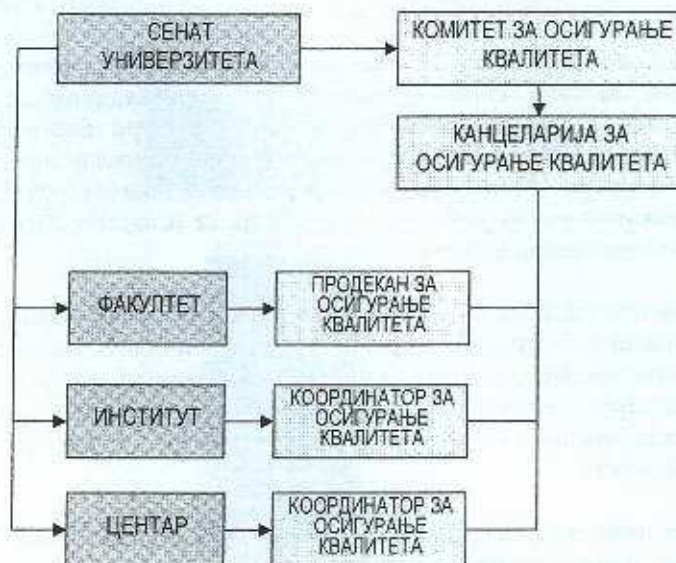 СЕНАТ
УНИВЕРЗИТЕТА
КОМИТЕТ ЗА ОСИГУРАЊЕ
КВАЛИТЕТА
КАНЦЕЛАРИЈА ЗА
ОСИГУРАЊЕ КВАЛИТЕТА
ФАКУЛТЕТ
ПРОДЕКАН ЗА
ОСИГУРАЊЕ
КВАЛИТЕТА
ИНСТИТУТ
КООРДИНАТОР ЗА
ОСИГУРАЊЕ
КВАЛИТЕТА
ЦЕНТАР
КООРДИНАТОР ЗА
ОСИГУРАЊЕ
КВАЛИТЕТА